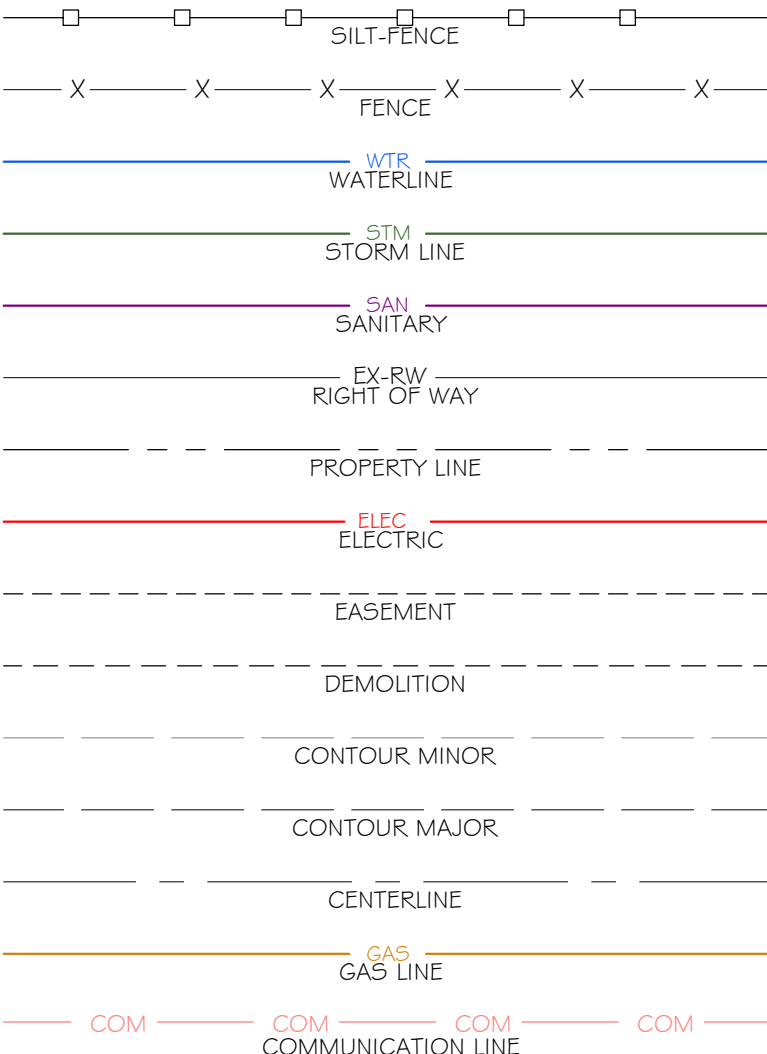 SILT-FENCE
X X X X X X
FENCE
WTR
WATERLINE
STM
STORM LINE
SAN
SANITARY
EX-RW
RIGHT OF WAY
PROPERTY LINE
ELEC
ELECTRIC
EASEMENT
DEMOLITION
CONTOUR MINOR
CONTOUR MAJOR
CENTERLINE
GAS
GAS LINE
COM COM COM COM
COMMUNICATION LINE